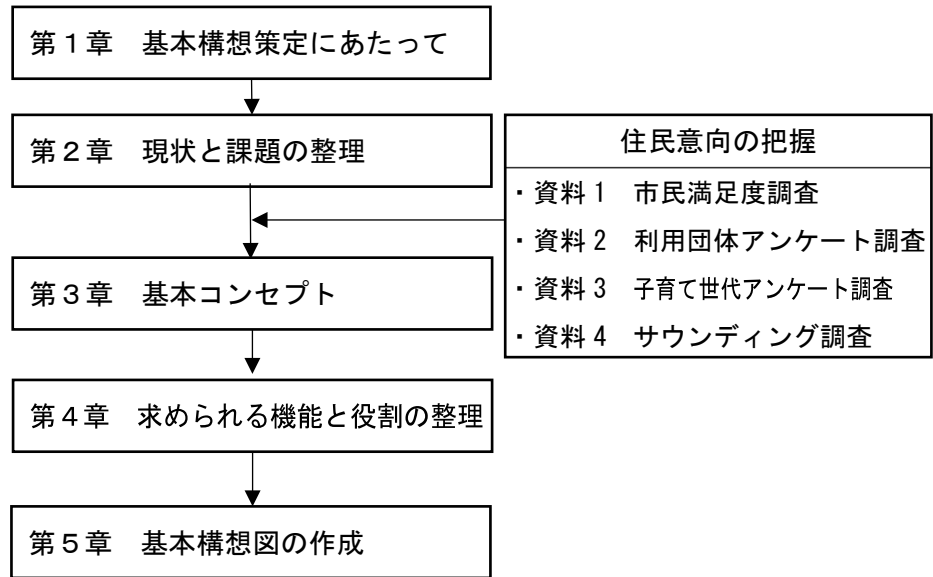 第１章　基本構想策定にあたって
第２章　現状と課題の整理
住民意向の把握
・資料１　市民満足度調査
・資料２　利用団体アンケート調査
・資料３　子育て世代アンケート調査
・資料４　サウンディング調査
第３章　基本コンセプト
第４章　求められる機能と役割の整理
第５章　基本構想図の作成